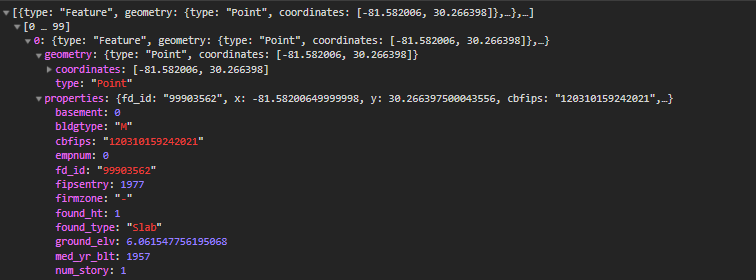 [{type: "Feature", geometry: {type: "Point", coordinates: [-81.582006, 30.266398]},…},…]
[0 … 99]
0: {type: "Feature", geometry: {type: "Point", coordinates: [-81.582006, 30.266398]},…}
geometry: {type: "Point", coordinates: [-81.582006, 30.266398]}
coordinates: [-81.582006, 30.266398]
type: "Point"
properties: {fd_id: "99903562", x: -81.58200649999998, y: 30.266397500043556, cbfips: "120310159242021",…}
basement: 0
bldgtype: "M"
cbfips: "120310159242021"
empnum: 0
fd_id: "99903562"
fipsentry: 1977
firmzone: "-"
found_ht: 1
found_type: "Slab"
ground_elv: 6.061547756195068
med_yr_blt: 1957
num_story: 1